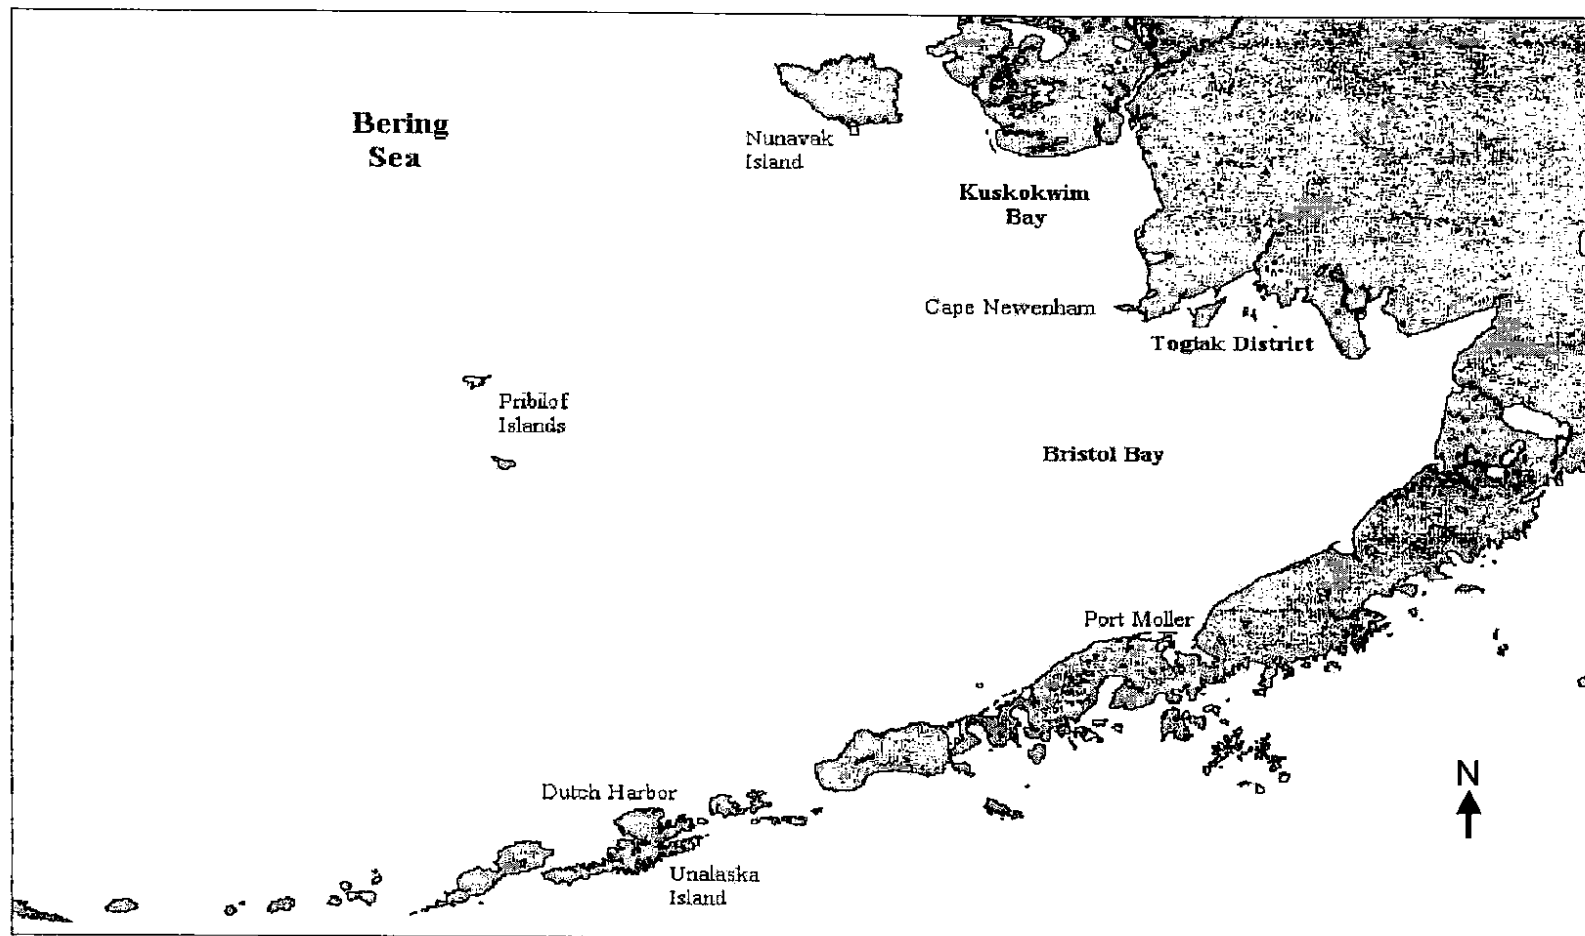 Bering
Sea
Nunavak
Island
Kuskokwim
Bay
Cape Newenham
Togiak District
Pribilof
Islands
Bristol Bay
Port Moller
N
Dutch Harbor
Unalaska
Island